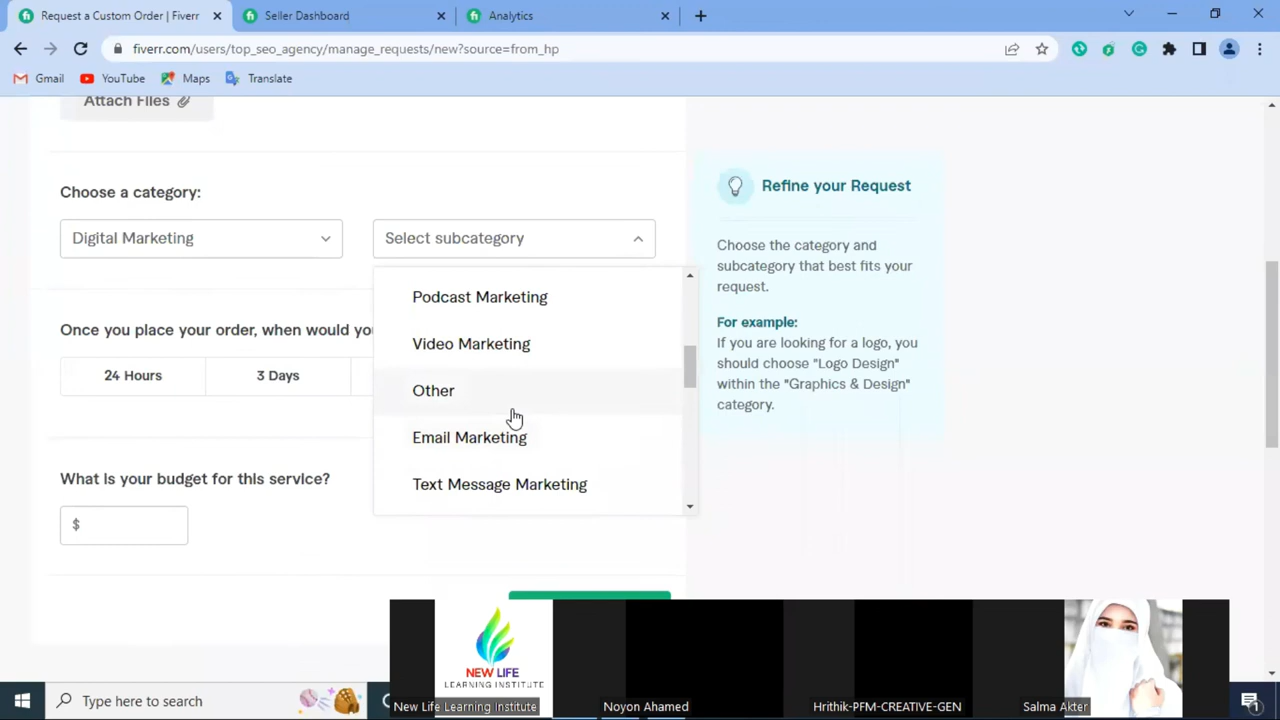 Request a Custom Order | Fiverr
Seller Dashboard
Analytics
fiverr.com/users/top_seo_agency/manage_requests/new?source=from_hp
Gmail
YouTube
Maps
Translate
Attach Files
Choose a category:
Digital Marketing
Select subcategory
Podcast Marketing
Video Marketing
Other
Email Marketing
Text Message Marketing
Once you place your order, when would you
24 Hours
3 Days
What is your budget for this service?
$
Refine your Request
Choose the category and
subcategory that best fits your
request.
For example:
If you are looking for a logo, you
should choose "Logo Design"
within the "Graphics & Design"
category.
NEW LIFE
LEARNING INSTITUTE
New Life Learning Institute
Noyon Ahamed
Hrithik-PFM-CREATIVE-GEN
Salma Akter
Type here to search
1